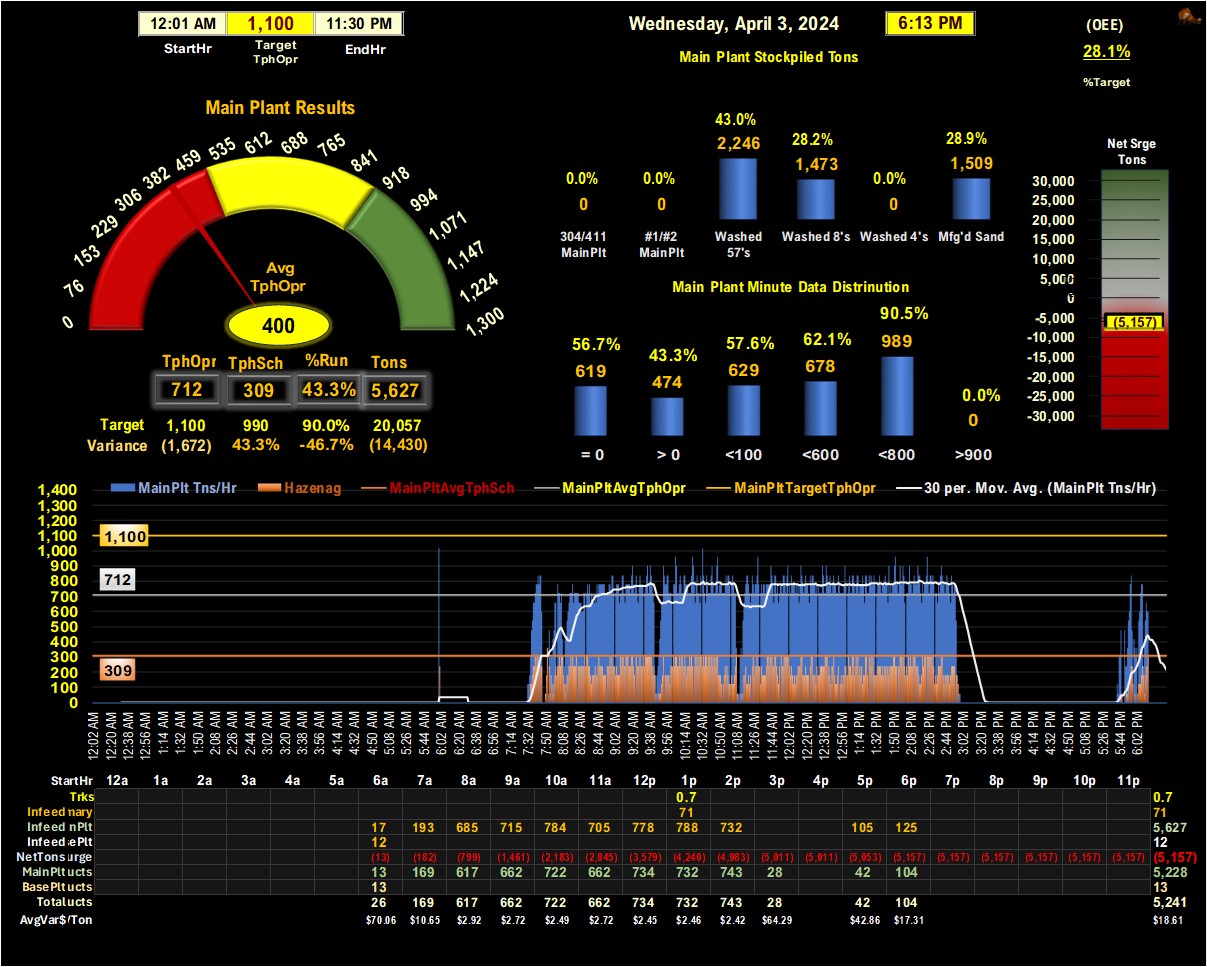 12:01 AM 1,100 11:30 PM
StartHr Target TphOpr EndHr
Wednesday, April 3, 2024 6:13 PM
Main Plant Stockpiled Tons
(OEE)
28.1%
%Target
Main Plant Results
0 76 153 229 306 382 459 535 612 688 765 841 918 994 1,071 1,147 1,224 1,300
Avg
TphOpr
400
TphOpr TphSch %Run Tons
712 309 43.3% 5,627
Target 1,100 990 90.0% 20,057
Variance (1,672) 43.3% -46.7% (14,430)
0.0% 0.0% 43.0% 28.2% 0.0% 28.9%
0 0 2,246 1,473 0 1,509
304/411 #1/#2 Washed Washed 8's Washed 4's Mfg'd Sand
MainPlt MainPlt 57's
Main Plant Minute Data Distrinution
56.7% 43.3% 57.6% 62.1% 90.5% 0.0%
619 474 629 678 989 0
= 0 > 0 <100 <600 <800 >900
Net Srge
Tons
30,000
25,000
20,000
15,000
10,000
5,000
0
-5,000
(5,157)
-10,000
-15,000
-20,000
-25,000
-30,000
MainPlt Tns/Hr Hazenag MainPltAvgTphSch MainPltAvgTphOpr MainPltTargetTphOpr 30 per. Mov. Avg. (MainPlt Tns/Hr)
1,400
1,300
1,200
1,100
1,000
900
800
700
600
500
400
300
200
100
0
1,100
712
309
12:02 AM 12:20 AM 12:38 AM 12:56 AM 1:14 AM 1:32 AM 1:50 AM 2:08 AM 2:26 AM 2:44 AM 3:02 AM 3:20 AM 3:38 AM 3:56 AM 4:14 AM 4:32 AM 4:50 AM 5:08 AM 5:26 AM 5:44 AM 6:02 AM 6:20 AM 6:38 AM 6:56 AM 7:14 AM 7:32 AM 7:50 AM 8:08 AM 8:26 AM 8:44 AM 9:02 AM 9:20 AM 9:38 AM 9:56 AM 10:14 AM 10:32 AM 10:50 AM 11:08 AM 11:26 AM 11:44 AM 12:02 PM 12:20 PM 12:38 PM 12:56 PM 1:14 PM 1:32 PM 1:50 PM 2:08 PM 2:26 PM 2:44 PM 3:02 PM 3:20 PM 3:38 PM 3:56 PM 4:14 PM 4:32 PM 4:50 PM 5:08 PM 5:26 PM 5:44 PM 6:02 PM
StartHr 12a 1a 2a 3a 4a 5a 6a 7a 8a 9a 10a 11a 12p 1p 2p 3p 4p 5p 6p 7p 8p 9p 10p 11p
Trks 0.7 0.7
Infeed mary 71 71
Infeed nPlt 17 193 685 715 784 705 778 788 732 105 125 5,627
Infeed ePlt 12 12
NetTons urge (13) (182) (799) (1,461) (2,183) (2,845) (3,579) (4,240) (4,983) (5,011) (5,011) (5,053) (5,157) (5,157) (5,157) (5,157) (5,157) (5,157) (5,157)
MainPlt ucts 13 169 617 662 722 662 734 732 743 28 42 104 5,228
BasePlt ucts 13 13
Total ucts 26 169 617 662 722 662 734 732 743 28 42 104 5,241
AvgVar$/Ton $70.06 $10.65 $2.92 $2.72 $2.49 $2.72 $2.45 $2.46 $2.42 $64.29 $42.86 $17.31 $18.61